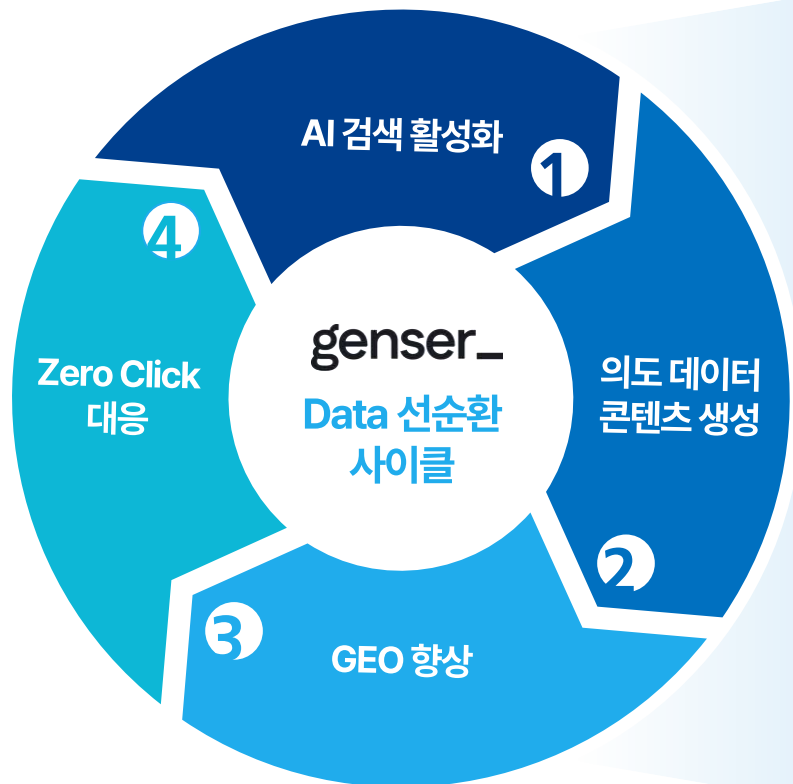 AI 검색 활성화
1
의도 데이터
콘텐츠 생성
2
GEO 향상
3
Zero Click
대응
4
genser_
Data 선순환
사이클